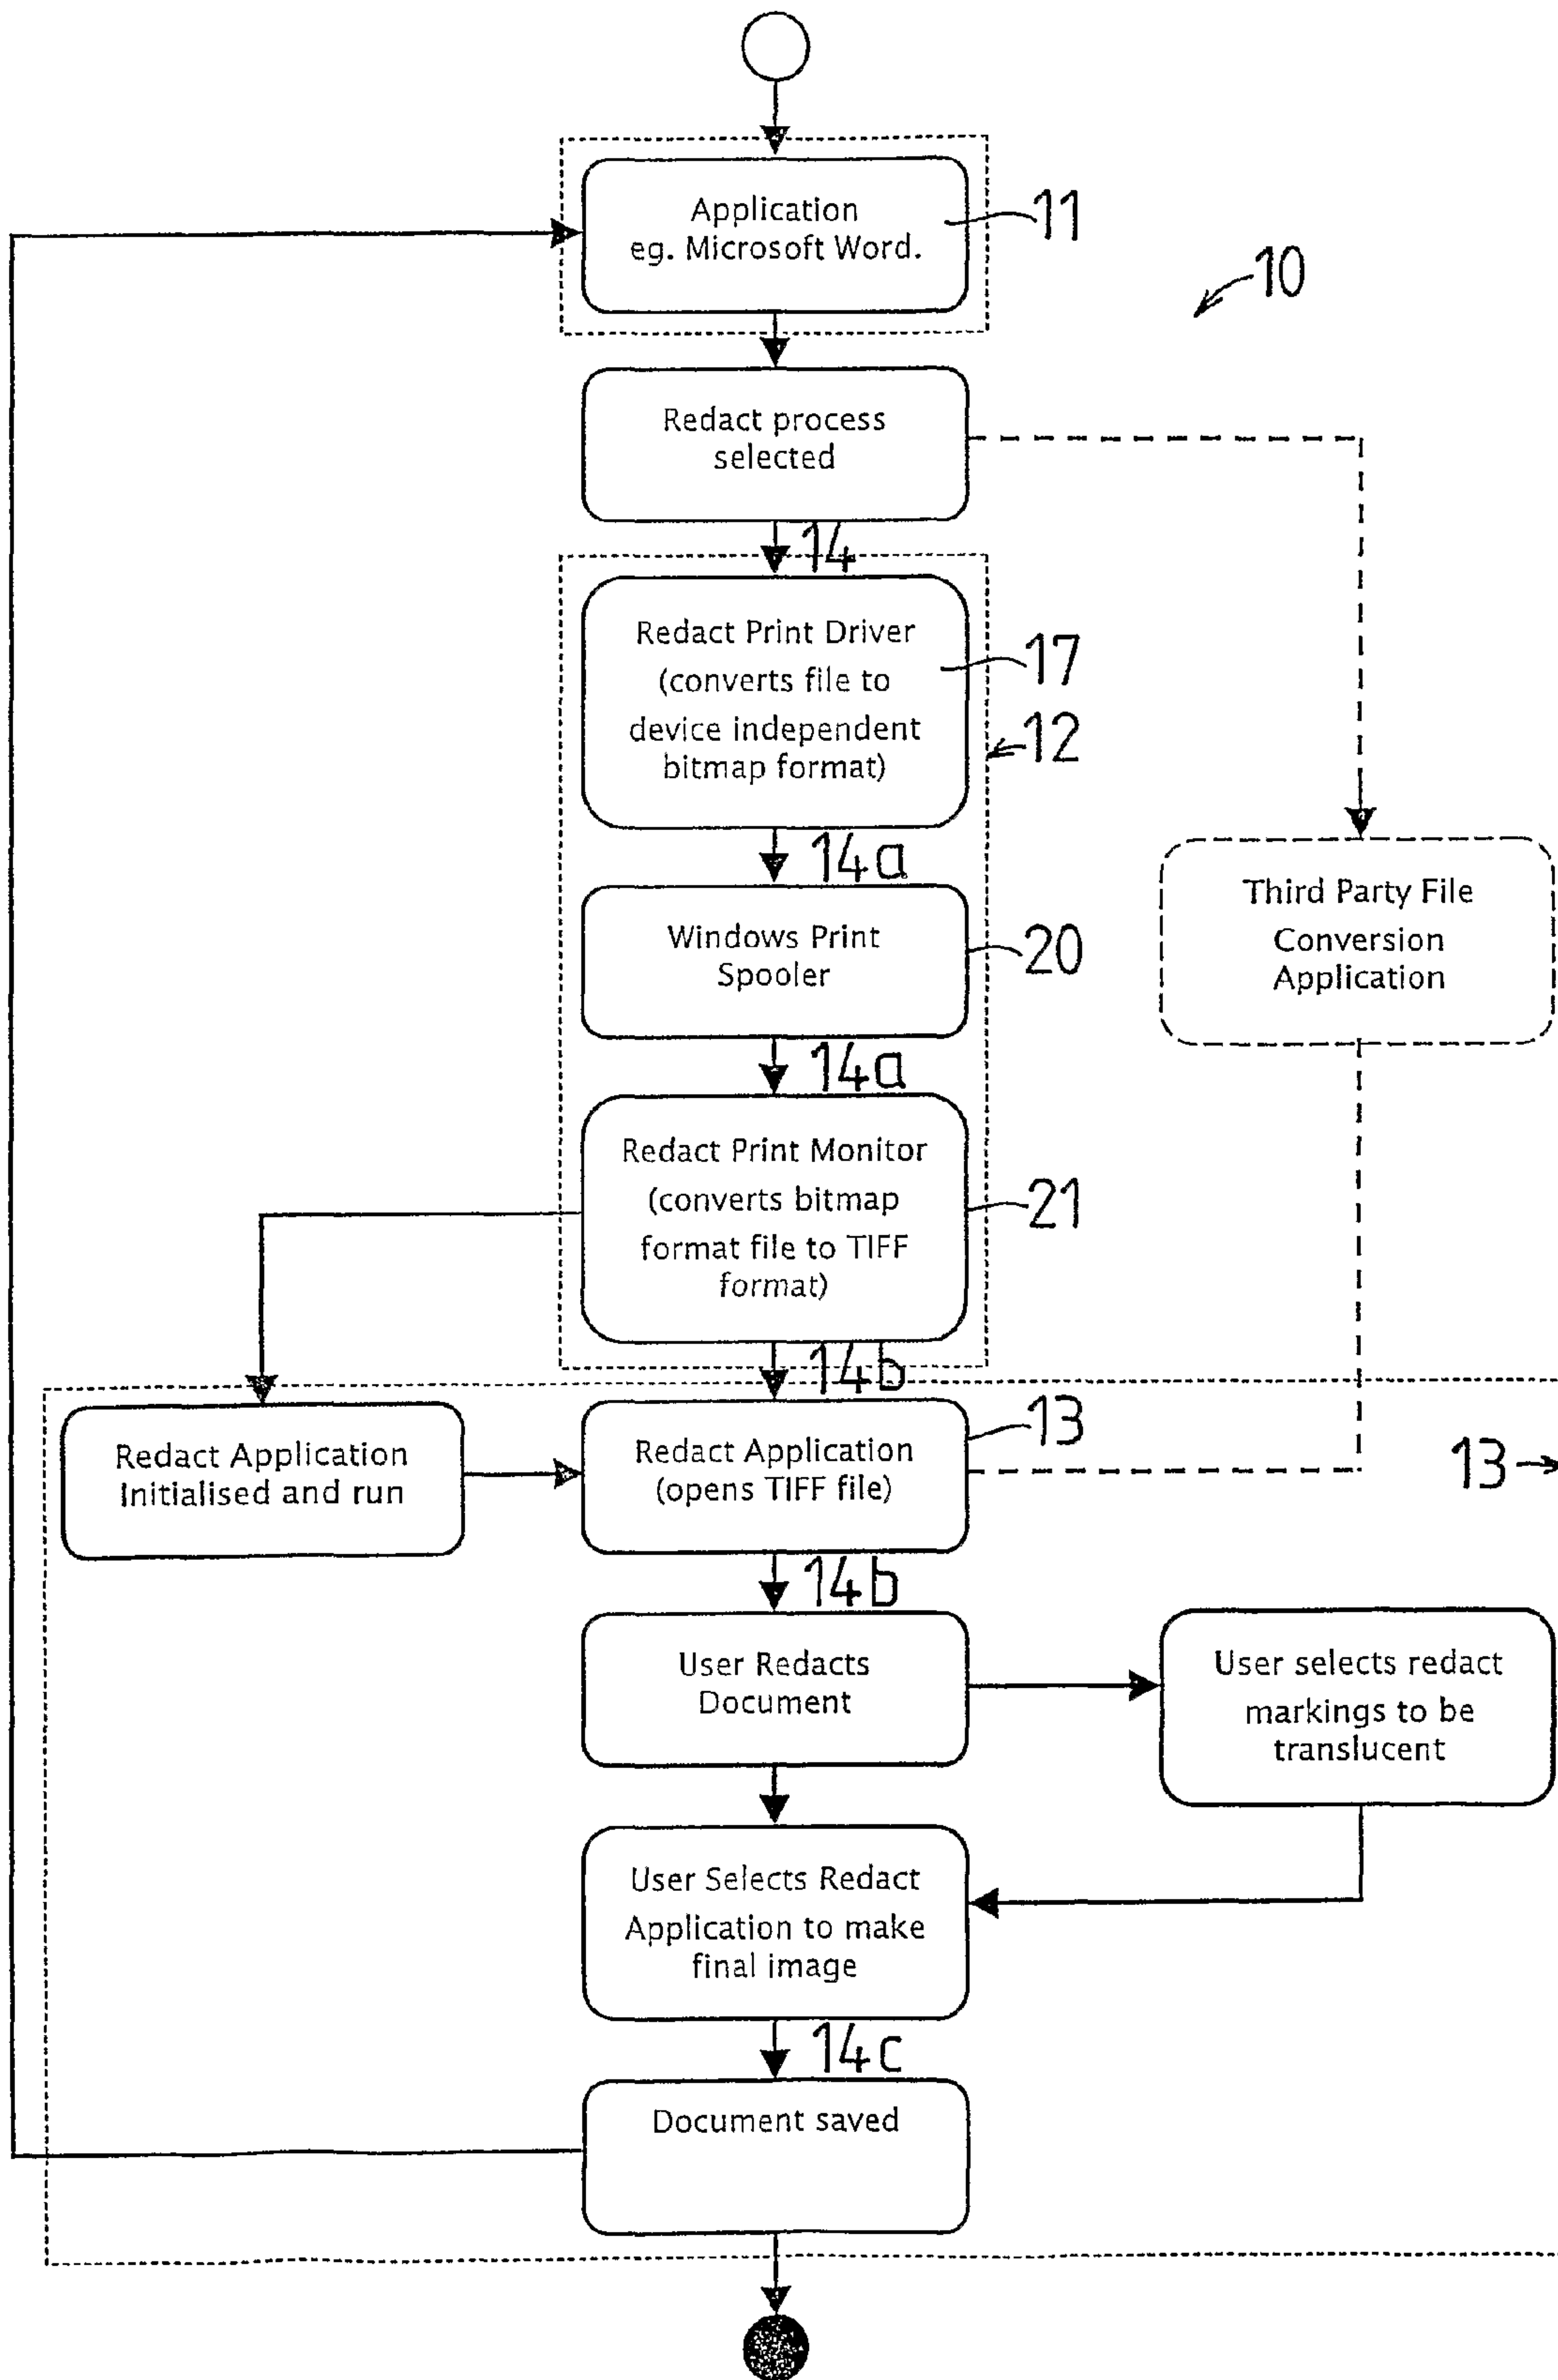 Application
eg. Microsoft Word.
11
10
Redact process
selected
14
Redact Print Driver
(converts file to
device independent
bitmap format)
17
12
14a
Windows Print
Spooler
20
Third Party File
Conversion
Application
14a
Redact Print Monitor
(converts bitmap
format file to TIFF
format)
21
14b
Redact Application
Initialised and run
Redact Application
(opens TIFF file)
13
13
14b
User Redacts
Document
User selects redact
markings to be
translucent
User Selects Redact
Application to make
final image
14c
Document saved